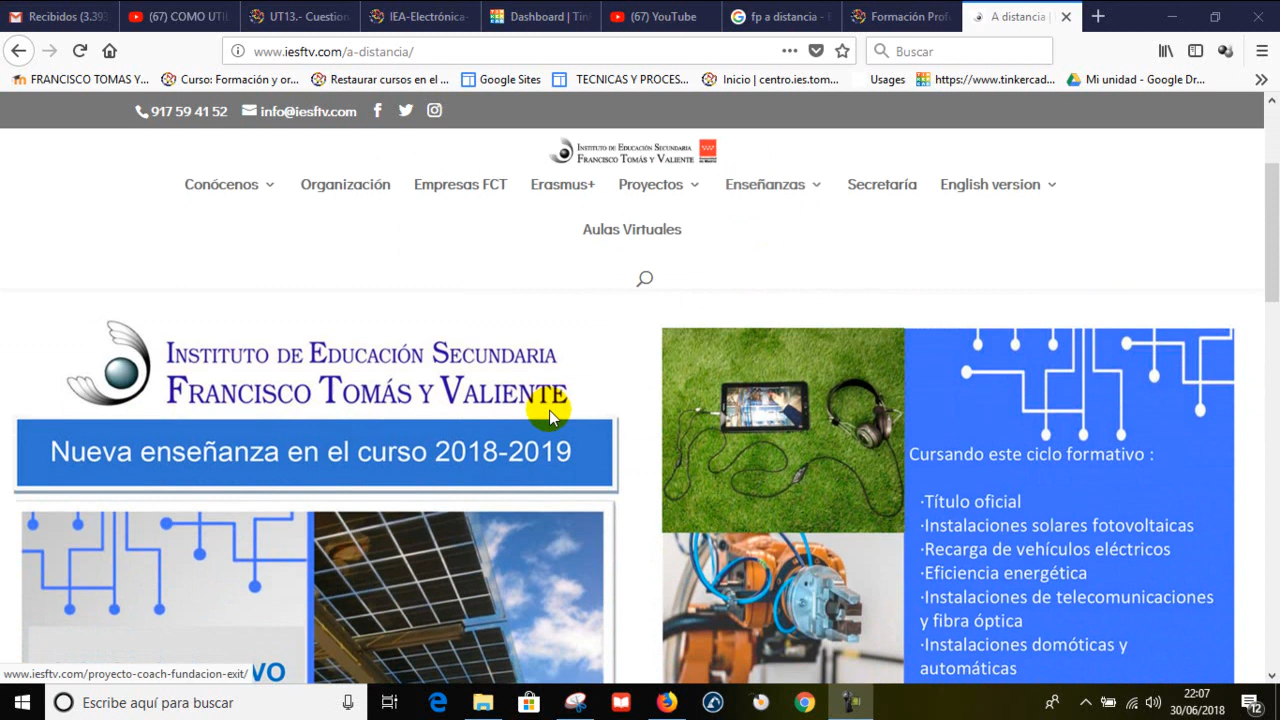 Recibidos (3.393
(67) COMO UTI
UT13.- Cuestion
IEA-Electrónica-
Dashboard | Tin
(67) YouTube
fp a distancia - B
Formación Prof
A distancia |
www.iesftv.com/a-distancia/
Buscar
FRANCISCO TOMAS Y...
Curso: Formación y or...
Restaurar cursos en el ...
Google Sites
TECNICAS Y PROCES...
Inicio | centro.ies.tom...
Usages
https://www.tinkercad...
Mi unidad - Google Dr...
917 59 41 52
info@iesftv.com
Instituto de Educación Secundaria
Francisco Tomás y Valiente
Conócenos
Organización
Empresas FCT
Erasmus+
Proyectos
Enseñanzas
Secretaría
English version
Aulas Virtuales
Instituto de Educación Secundaria
Francisco Tomás y Valiente
Nueva enseñanza en el curso 2018-2019
VO
Cursando este ciclo formativo :
·Título oficial
·Instalaciones solares fotovoltaicas
·Recarga de vehículos eléctricos
·Eficiencia energética
·Instalaciones de telecomunicaciones
y fibra óptica
·Instalaciones domóticas y
automáticas
www.iesftv.com/proyecto-coach-fundacion-exit/
Escribe aquí para buscar
22:07
30/06/2018
12